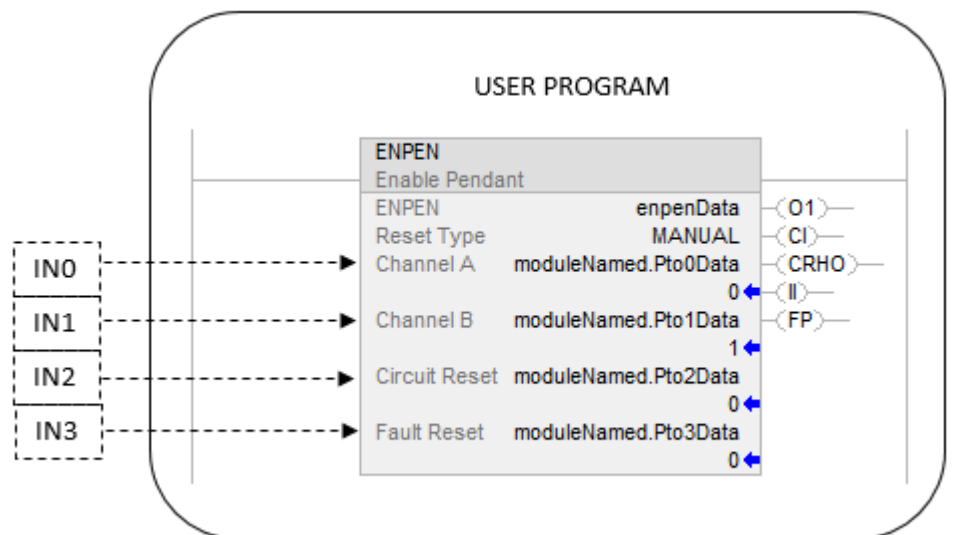 USER PROGRAM
ENPEN
Enable Pendant
ENPEN enpenData (O1)
Reset Type MANUAL (CI)
IN0 Channel A moduleNamed.Pto0Data (CRHO)
0 (II)
IN1 Channel B moduleNamed.Pto1Data (FP)
1
IN2 Circuit Reset moduleNamed.Pto2Data
0
IN3 Fault Reset moduleNamed.Pto3Data
0